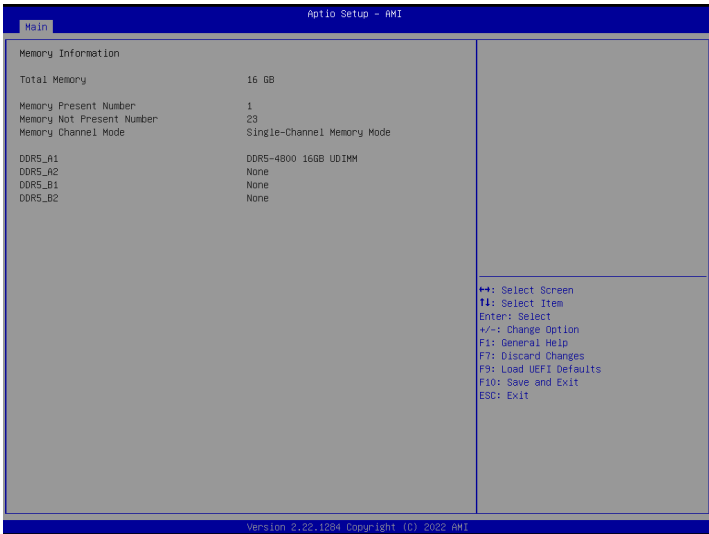 Aptio Setup - AMI
Main
Memory Information
Total Memory 16 GB
Memory Present Number 1
Memory Not Present Number 23
Memory Channel Mode Single-Channel Memory Mode
DDR5_A1 DDR5-4800 16GB UDIMM
DDR5_A2 None
DDR5_B1 None
DDR5_B2 None
↔: Select Screen
↑↓: Select Item
Enter: Select
+/-: Change Option
F1: General Help
F7: Discard Changes
F9: Load UEFI Defaults
F10: Save and Exit
ESC: Exit
Version 2.22.1284 Copyright (C) 2022 AMI